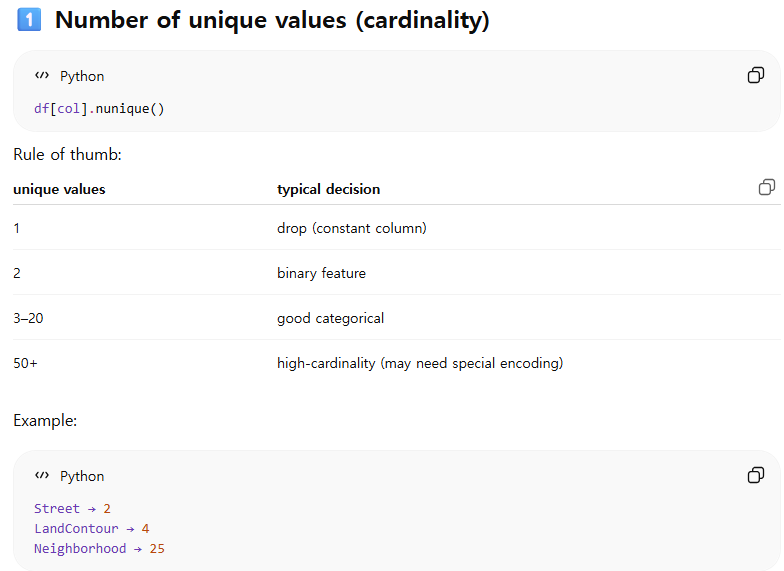 1 Number of unique values (cardinality)
</> Python
df[col].nunique()
Rule of thumb:
unique values typical decision
1 drop (constant column)
2 binary feature
3–20 good categorical
50+ high-cardinality (may need special encoding)
Example:
</> Python
Street → 2
LandContour → 4
Neighborhood → 25